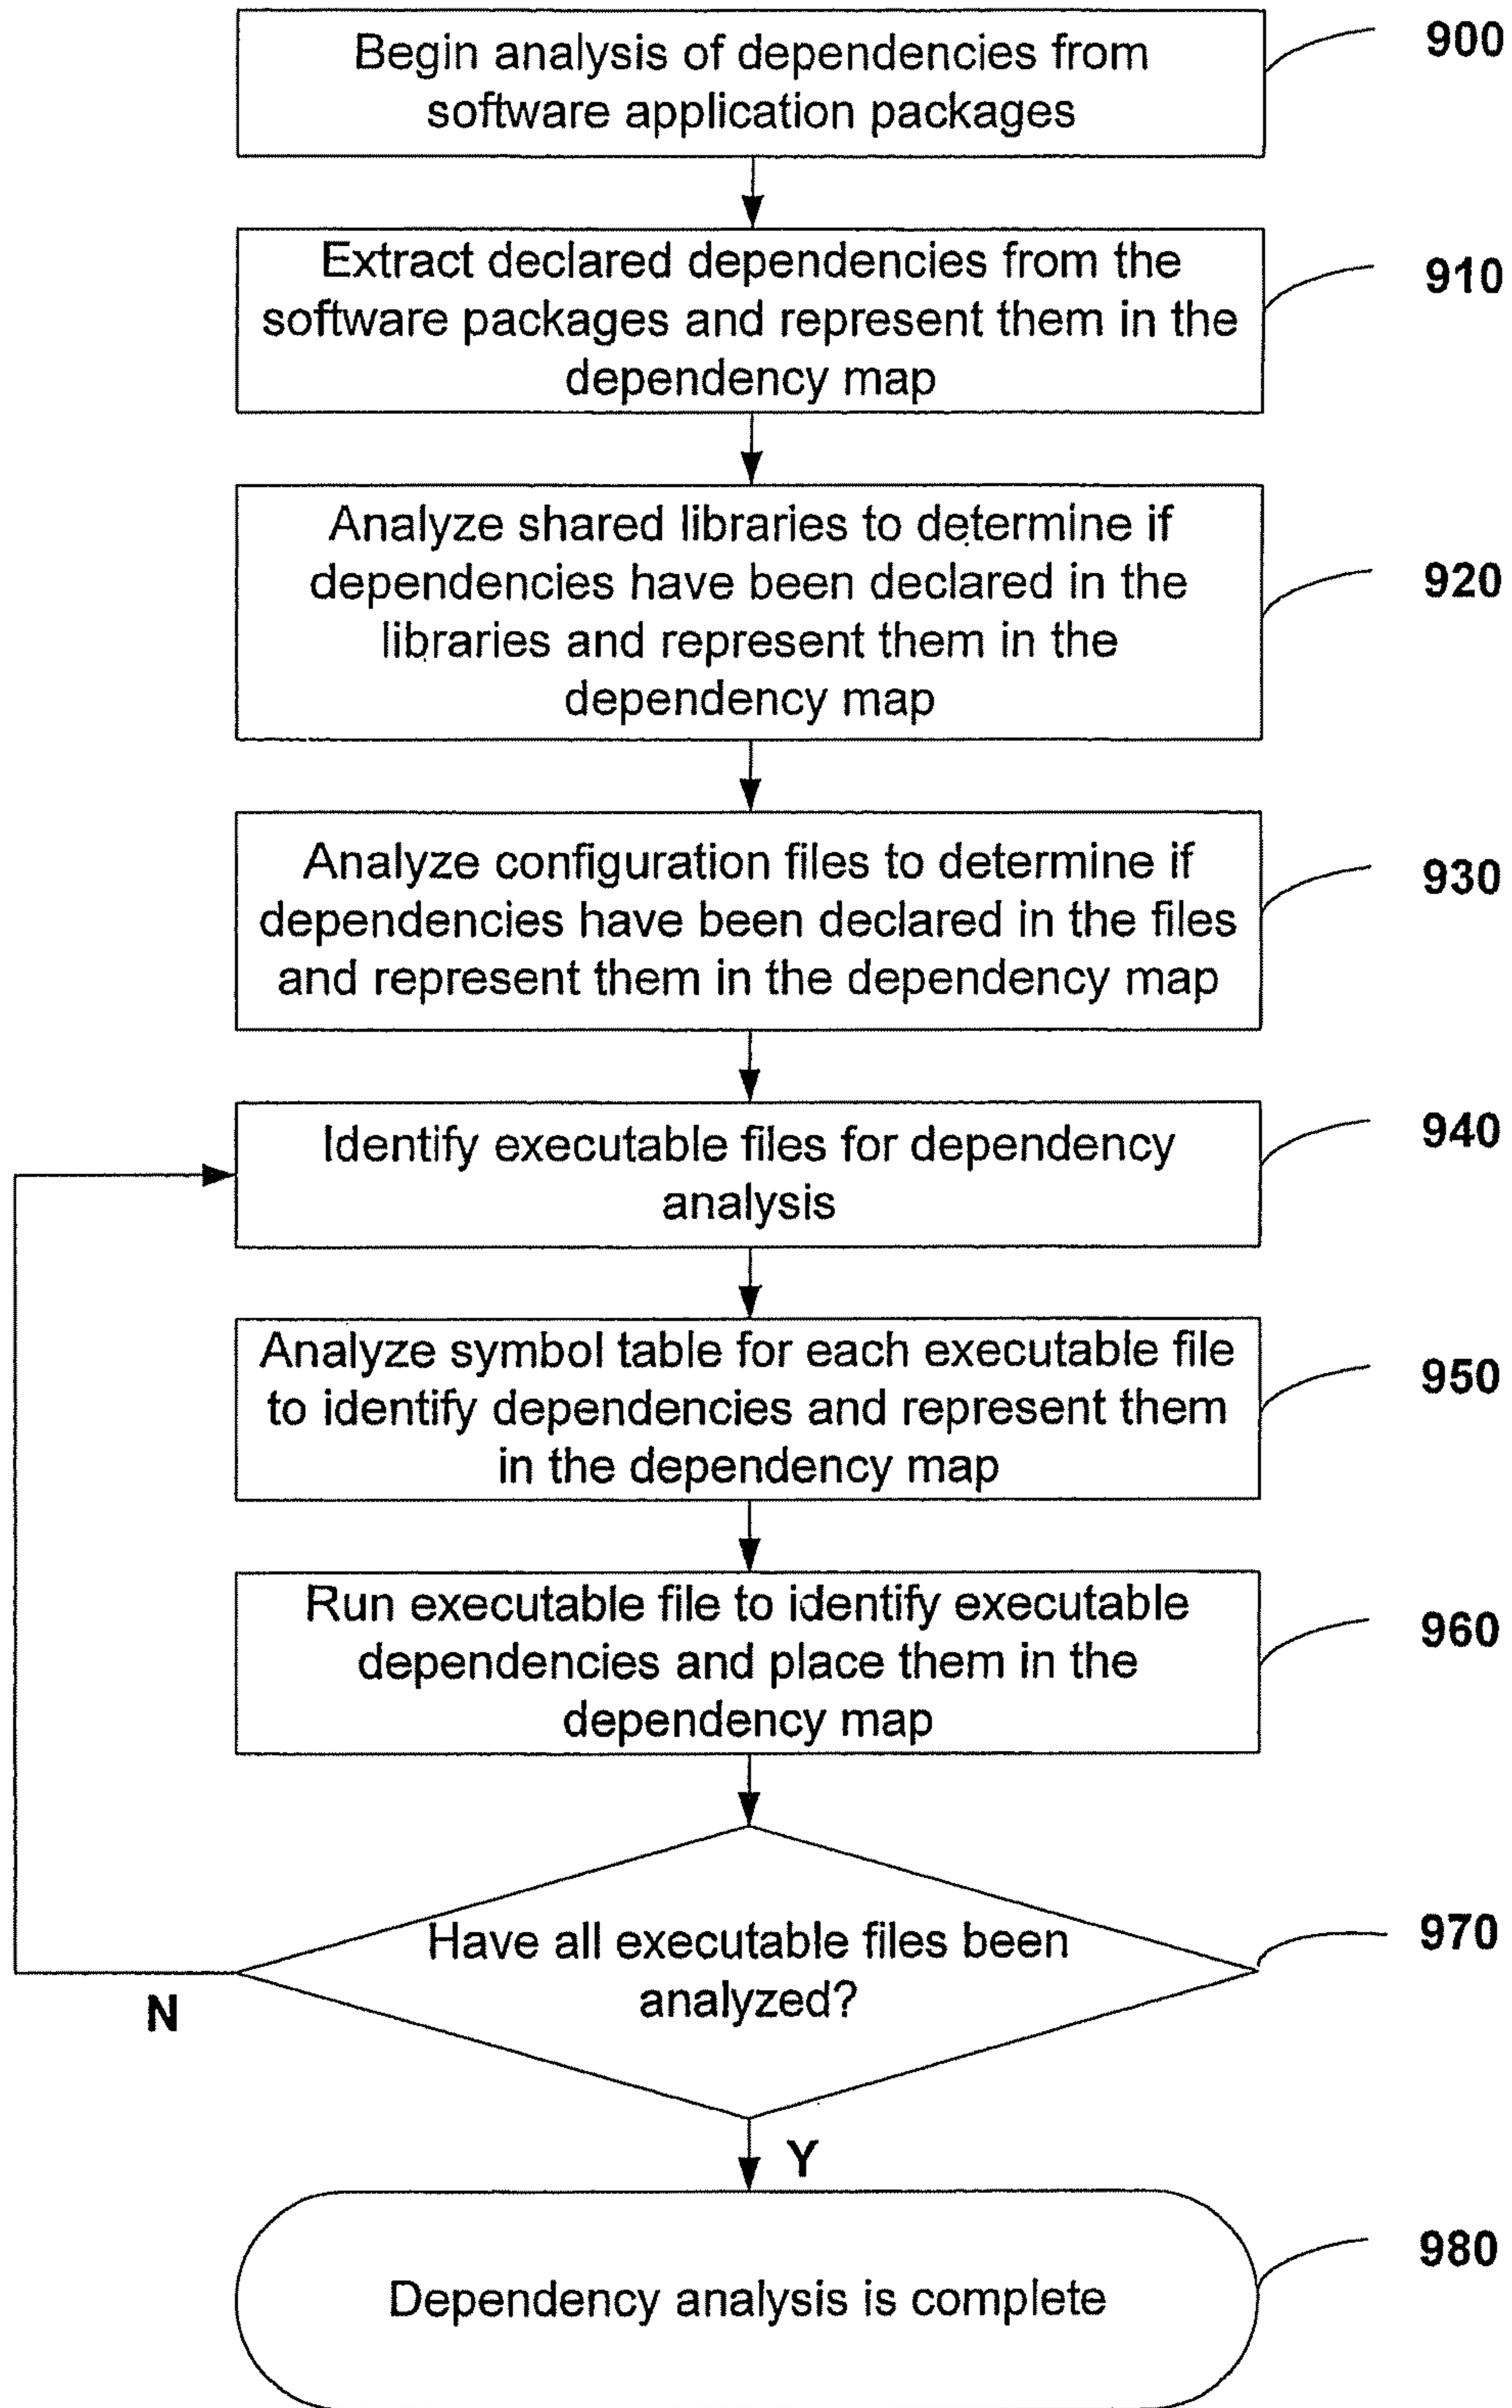 Begin analysis of dependencies from
software application packages
900
Extract declared dependencies from the
software packages and represent them in the
dependency map
910
Analyze shared libraries to determine if
dependencies have been declared in the
libraries and represent them in the
dependency map
920
Analyze configuration files to determine if
dependencies have been declared in the files
and represent them in the dependency map
930
Identify executable files for dependency
analysis
940
Analyze symbol table for each executable file
to identify dependencies and represent them
in the dependency map
950
Run executable file to identify executable
dependencies and place them in the
dependency map
960
Have all executable files been
analyzed?
970
N
Y
Dependency analysis is complete
980